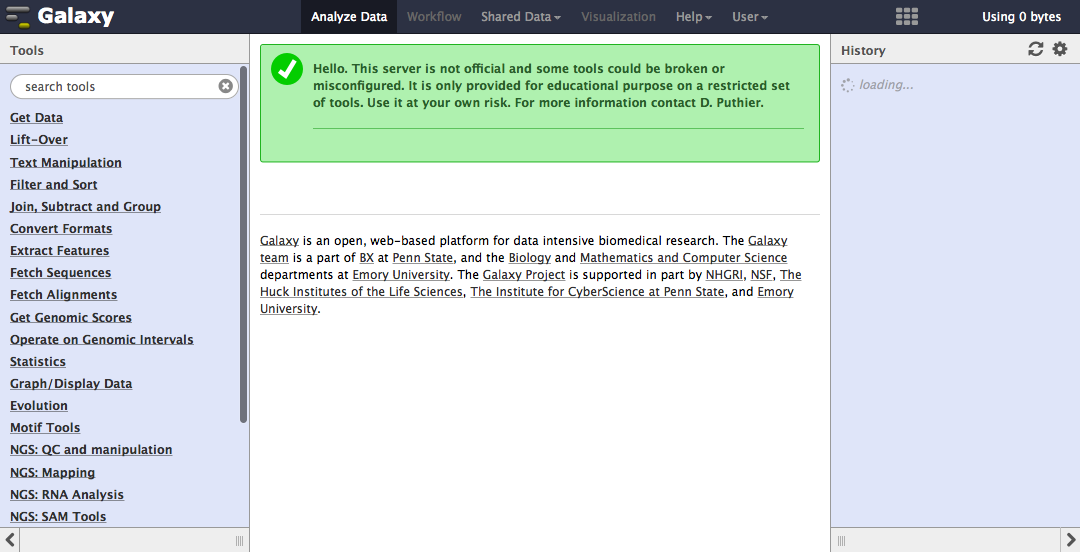 Galaxy
Analyze Data
Workflow
Shared Data
Visualization
Help
User
Using 0 bytes
Tools
search tools
Get Data
Lift-Over
Text Manipulation
Filter and Sort
Join, Subtract and Group
Convert Formats
Extract Features
Fetch Sequences
Fetch Alignments
Get Genomic Scores
Operate on Genomic Intervals
Statistics
Graph/Display Data
Evolution
Motif Tools
NGS: QC and manipulation
NGS: Mapping
NGS: RNA Analysis
NGS: SAM Tools
Hello. This server is not official and some tools could be broken or
misconfigured. It is only provided for educational purpose on a restricted set
of tools. Use it at your own risk. For more information contact D. Puthier.
Galaxy is an open, web-based platform for data intensive biomedical research. The Galaxy
team is a part of BX at Penn State, and the Biology and Mathematics and Computer Science
departments at Emory University. The Galaxy Project is supported in part by NHGRI, NSF, The
Huck Institutes of the Life Sciences, The Institute for CyberScience at Penn State, and Emory
University.
History
loading...